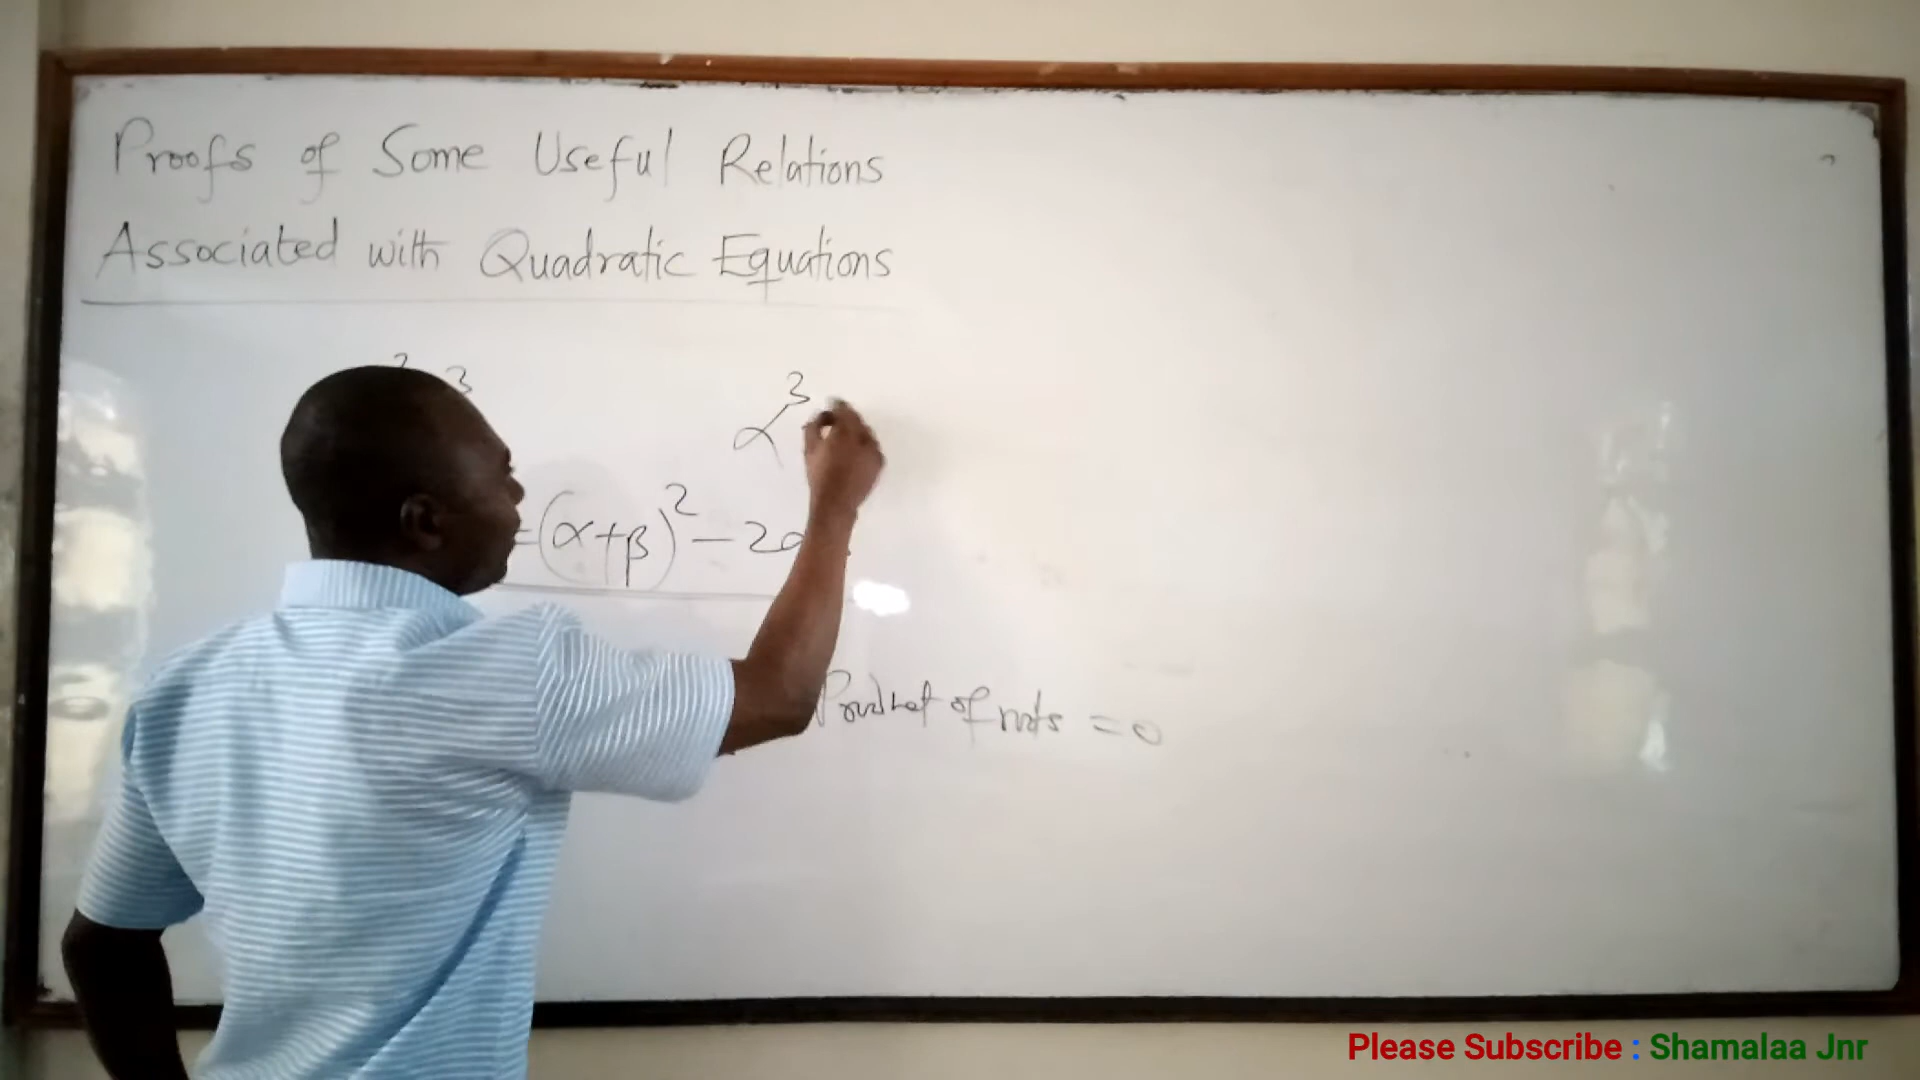 Proofs of Some Useful Relations
Associated with Quadratic Equations
3
α³
=(α+β)² - 2α
Product of roots = 0
Please Subscribe : Shamalaa Jnr